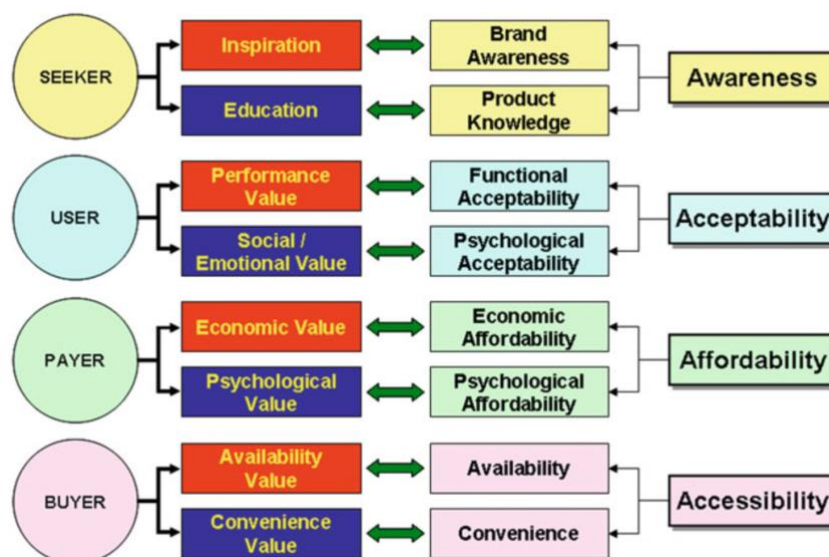 SEEKER
Inspiration
Brand
Awareness
Education
Product
Knowledge
Awareness
USER
Performance
Value
Functional
Acceptability
Social /
Emotional Value
Psychological
Acceptability
Acceptability
PAYER
Economic Value
Economic
Affordability
Psychological
Value
Psychological
Affordability
Affordability
BUYER
Availability
Value
Availability
Convenience
Value
Convenience
Accessibility